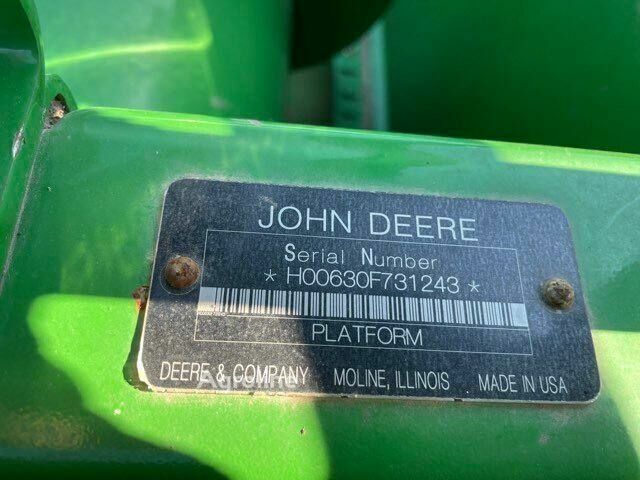 JOHN DEERE
Serial Number
* H00630F731243 *
PLATFORM
DEERE & COMPANY MOLINE, ILLINOIS MADE IN USA